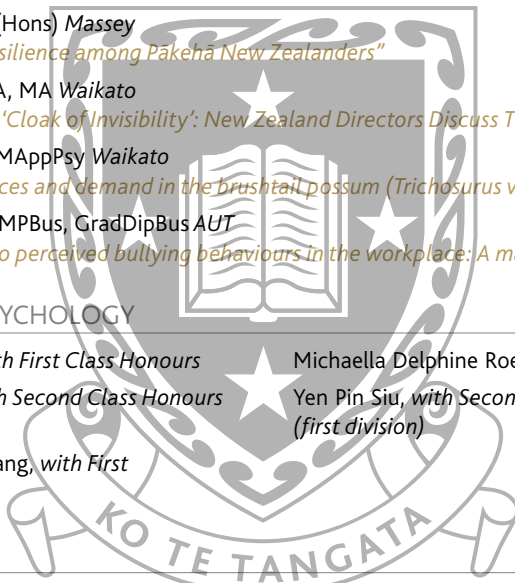 (Hons) Massey
silience among Pākehā New Zealanders”
A, MA Waikato
‘Cloak of Invisibility’: New Zealand Directors Discuss T
MAppPsy Waikato
ces and demand in the brushtail possum (Trichosurus v
MPBus, GradDipBus AUT
o perceived bullying behaviours in the workplace: A ma
YCHOLOGY
th First Class Honours Michaella Delphine Roe
h Second Class Honours Yen Pin Siu, with Secon
(first division)
ang, with First
KO TE TANGATA